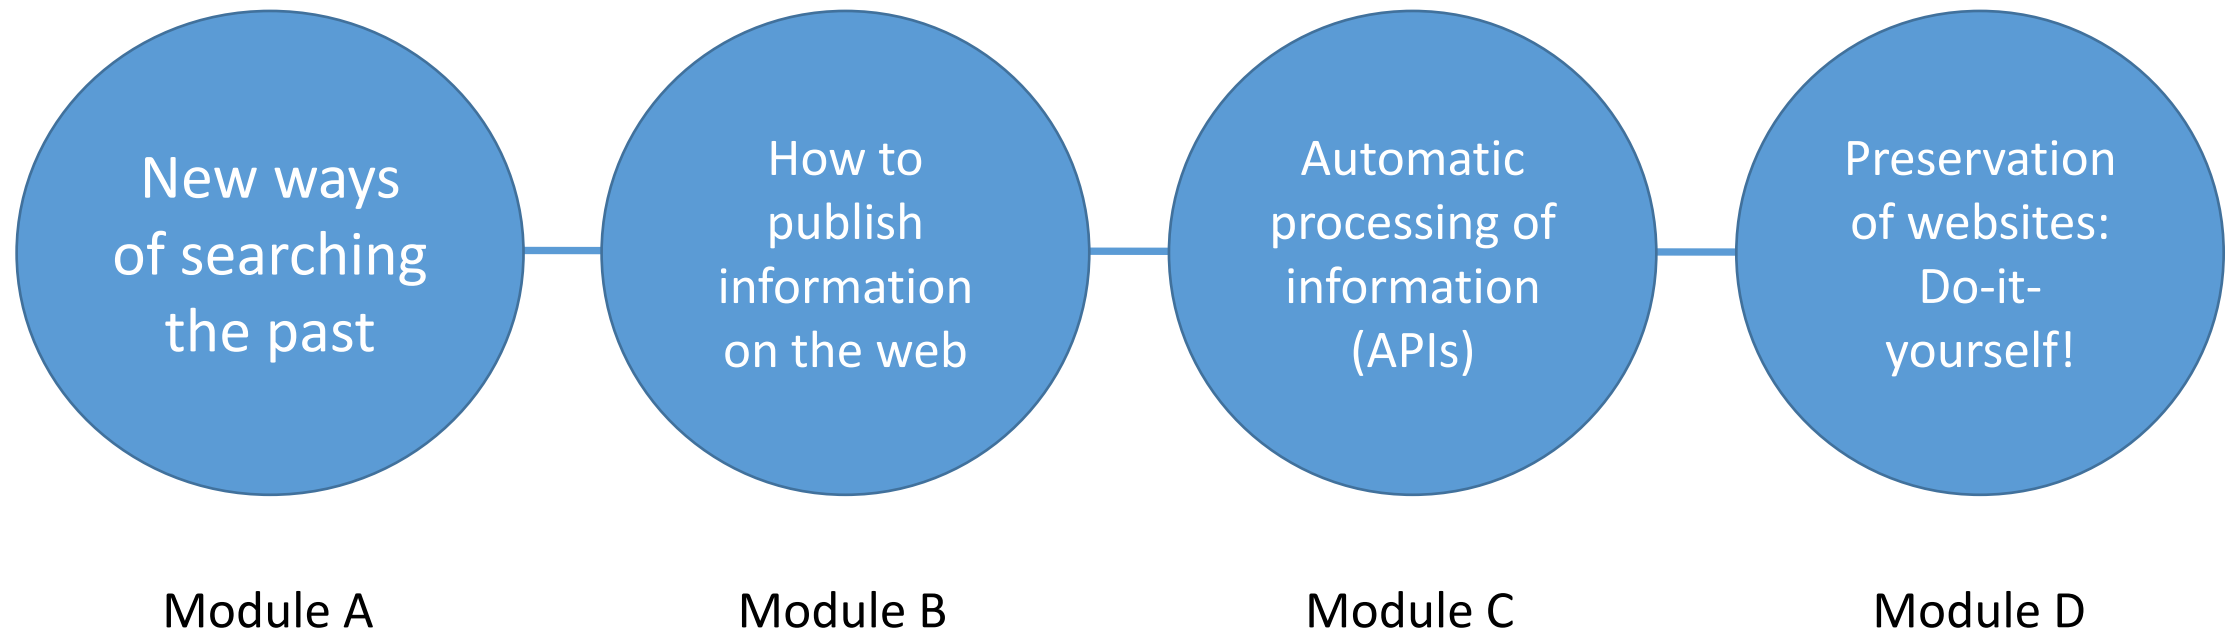 New ways
of searching
the past
How to
publish
information
on the web
Automatic
processing of
information
(APIs)
Preservation
of websites:
Do-it-
yourself!
Module A
Module B
Module C
Module D